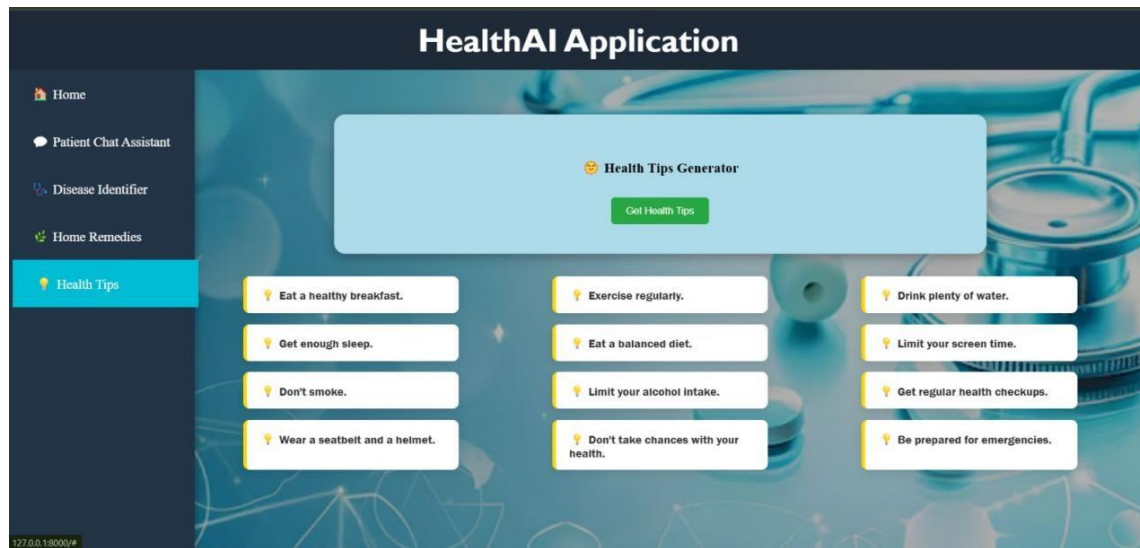 HealthAI Application
🏠 Home
💬 Patient Chat Assistant
🩺 Disease Identifier
🌿 Home Remedies
💡 Health Tips
😊 Health Tips Generator
Get Health Tips
💡 Eat a healthy breakfast.
💡 Exercise regularly.
💡 Drink plenty of water.
💡 Get enough sleep.
💡 Eat a balanced diet.
💡 Limit your screen time.
💡 Don't smoke.
💡 Limit your alcohol intake.
💡 Get regular health checkups.
💡 Wear a seatbelt and a helmet.
💡 Don't take chances with your
health.
💡 Be prepared for emergencies.
127.0.0.1:8000/#